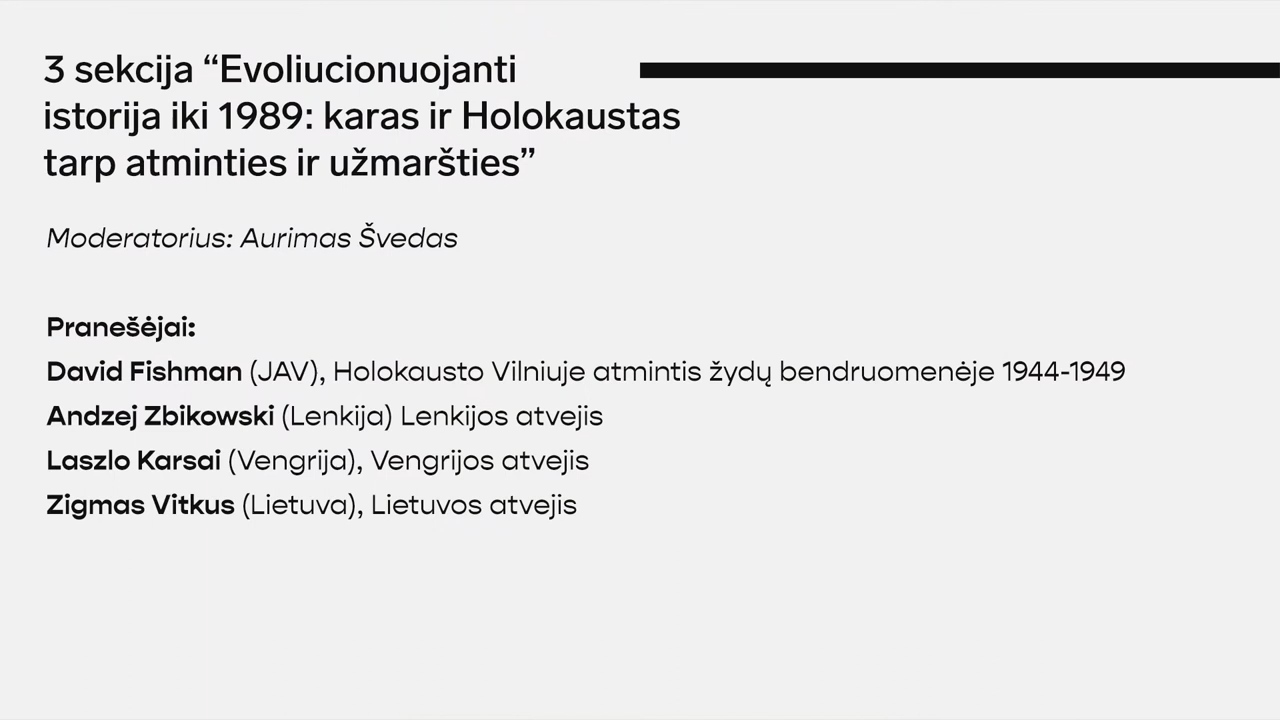 3 sekcija “Evoliucionuojanti
istorija iki 1989: karas ir Holokaustas
tarp atminties ir užmaršties”
Moderatorius: Aurimas Švedas
Pranešėjai:
David Fishman (JAV), Holokausto Vilniuje atmintis žydų bendruomenėje 1944-1949
Andzej Zbikowski (Lenkija) Lenkijos atvejis
Laszlo Karsai (Vengrija), Vengrijos atvejis
Zigmas Vitkus (Lietuva), Lietuvos atvejis